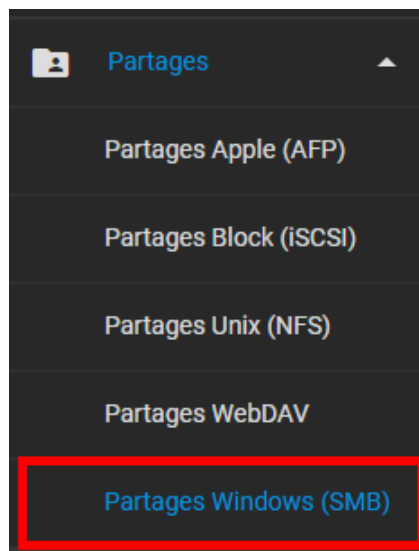 Partages
Partages Apple (AFP)
Partages Block (iSCSI)
Partages Unix (NFS)
Partages WebDAV
Partages Windows (SMB)